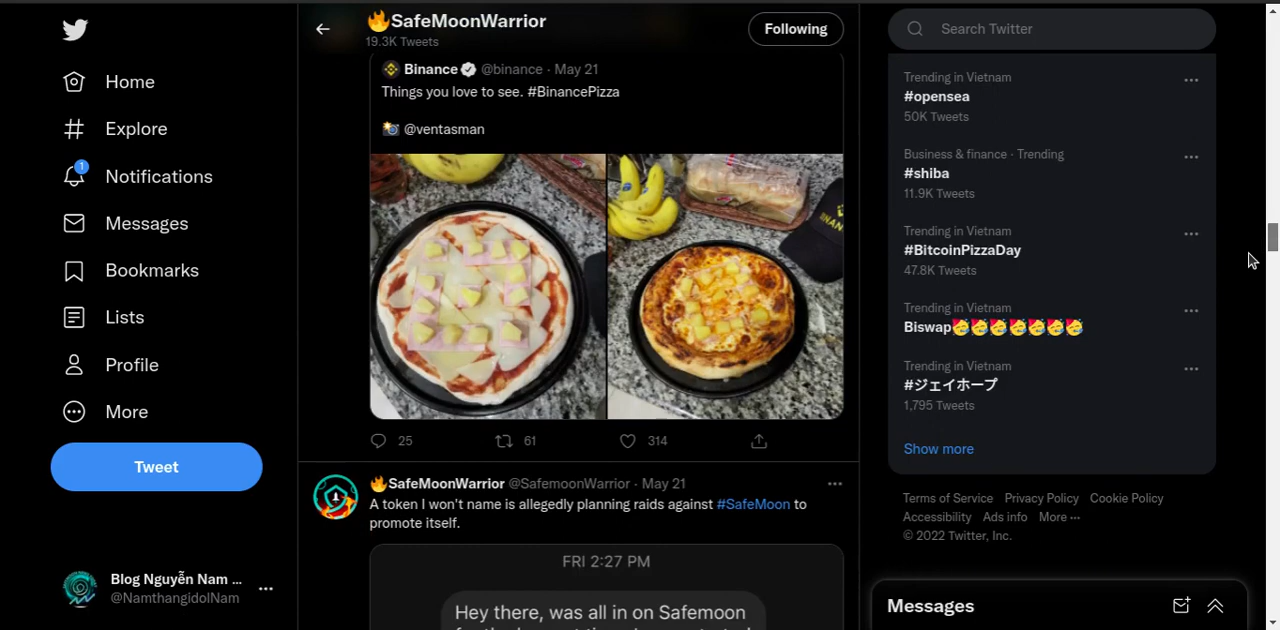 Home
Explore
1
Notifications
Messages
Bookmarks
Lists
Profile
More
Tweet
Blog Nguyễn Nam ...
@NamthangidolNam
🔥SafeMoonWarrior
19.3K Tweets
Following
Binance @binance · May 21
Things you love to see. #BinancePizza
📸 @ventasman
25 61 314
🔥SafeMoonWarrior @SafemoonWarrior · May 21
A token I won't name is allegedly planning raids against #SafeMoon to
promote itself.
FRI 2:27 PM
Hey there, was all in on Safemoon
Search Twitter
Trending in Vietnam
#opensea
50K Tweets
Business & finance · Trending
#shiba
11.9K Tweets
Trending in Vietnam
#BitcoinPizzaDay
47.8K Tweets
Trending in Vietnam
Biswap🥳🥳🥳🥳🥳🥳🥳
Trending in Vietnam
#ジェイホープ
1,795 Tweets
Show more
Terms of Service Privacy Policy Cookie Policy
Accessibility Ads info More ···
© 2022 Twitter, Inc.
Messages